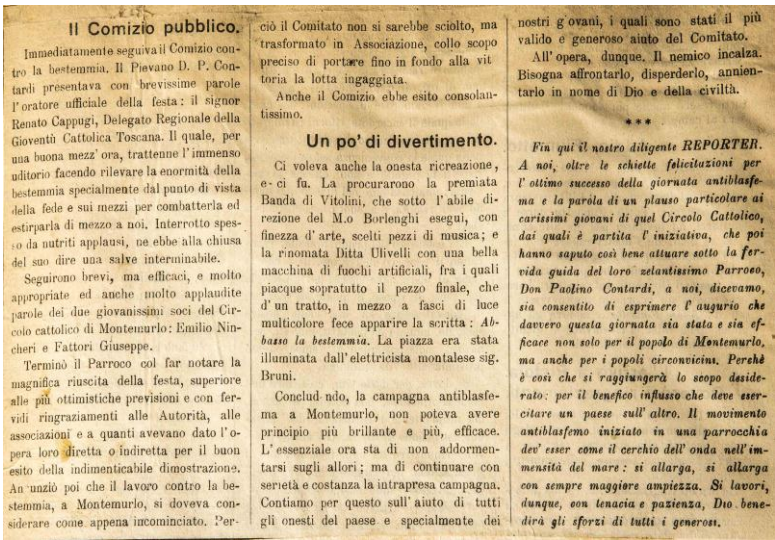 Il Comizio pubblico.
Immediatamente seguiva il Comizio con-
tro la bestemmia. Il Pievano D. P. Con-
tardi presentava con brevissime parole
l'oratore ufficiale della festa: il signor
Renato Cappugi, Delegato Regionale della
Gioventù Cattolica Toscana. Il quale, per
una buona mezz' ora, trattenne l'immenso
uditorio facendo rilevare la enormità della
bestemmia specialmente dal punto di vista
della fede e sui mezzi per combatterla ed
estirparla di mezzo a noi. Interrotto spes-
so da nutriti applausi, ne ebbe alla chiusa
del suo dire una salve interminabile.
Seguirono brevi, ma efficaci, e molto
appropriate ed anche molto applaudite
parole dei due giovanissimi soci del Cir-
colo cattolico di Montemurlo: Emilio Nin-
cheri e Fattori Giuseppe.
Terminò il Parroco col far notare la
magnifica riuscita della festa, superiore
alle più ottimistiche previsioni e con fer-
vidi ringraziamenti alle Autorità, alle
associazioni e a quanti avevano dato l'o-
pera loro diretta o indiretta per il buon
esito della indimenticabile dimostrazione.
An unziò poi che il lavoro contro la be-
stemmia, a Montemurlo, si doveva con-
siderare come appena incominciato. Per-
ciò il Comitato non si sarebbe sciolto, ma
trasformato in Associazione, collo scopo
preciso di portare fino in fondo alla vit
toria la lotta ingaggiata.
Anche il Comizio ebbe esito consolan-
tissimo.
Un po' di divertimento.
Ci voleva anche la onesta ricreazione,
e ci fu. La procurarono la premiata
Banda di Vitolini, che sotto l'abile di-
rezione del M.o Borlenghi eseguì, con
finezza d'arte, scelti pezzi di musica; e
la rinomata Ditta Ulivelli con una bella
macchina di fuochi artificiali, fra i quali
piacque sopratutto il pezzo finale, che
d'un tratto, in mezzo a fasci di luce
multicolore fece apparire la scritta: Ab-
basso la bestemmia. La piazza era stata
illuminata dall'elettricista montalese sig.
Bruni.
Conclud ndo, la campagna antiblasfe-
ma a Montemurlo, non poteva avere
principio più brillante e più, efficace.
L'essenziale ora sta di non addormen-
tarsi sugli allori; ma di continuare con
serietà e costanza la intrapresa campagna.
Contiamo per questo sull'aiuto di tutti
gli onesti del paese e specialmente dei
nostri g ovani, i quali sono stati il più
valido e generoso aiuto del Comitato.
All'opera, dunque. Il nemico incalza.
Bisogna affrontarlo, disperderlo, annien-
tarlo in nome di Dio e della civiltà.
***
Fin qui il nostro diligente REPORTER.
A noi, oltre le schiette felicitazioni per
l'ottimo successo della giornata antiblasfe-
ma e la parola di un plauso particolare ai
carissimi giovani di quel Circolo Cattolico,
dai quali è partita l'iniziativa, che poi
hanno saputo così bene attuare sotto la fer-
vida guida del loro zelantissimo Parroco,
Don Paolino Contardi, a noi, dicevamo,
sia consentito di esprimere l'augurio che
davvero questa giornata sia stata e sia ef-
ficace non solo per il popolo di Montemurlo,
ma anche per i popoli circonvicini. Perchè
è così che si raggiungerà lo scopo deside-
rato: per il benefico influsso che deve eser-
citare un paese sull'altro. Il movimento
antiblasfemo iniziato in una parrocchia
dev'esser come il cerchio dell'onda nell'im-
mensità del mare: si allarga, si allarga
con sempre maggiore ampiezza. Si lavori,
dunque, con tenacia e pazienza, Dio bene-
dirà gli sforzi di tutti i generosi.